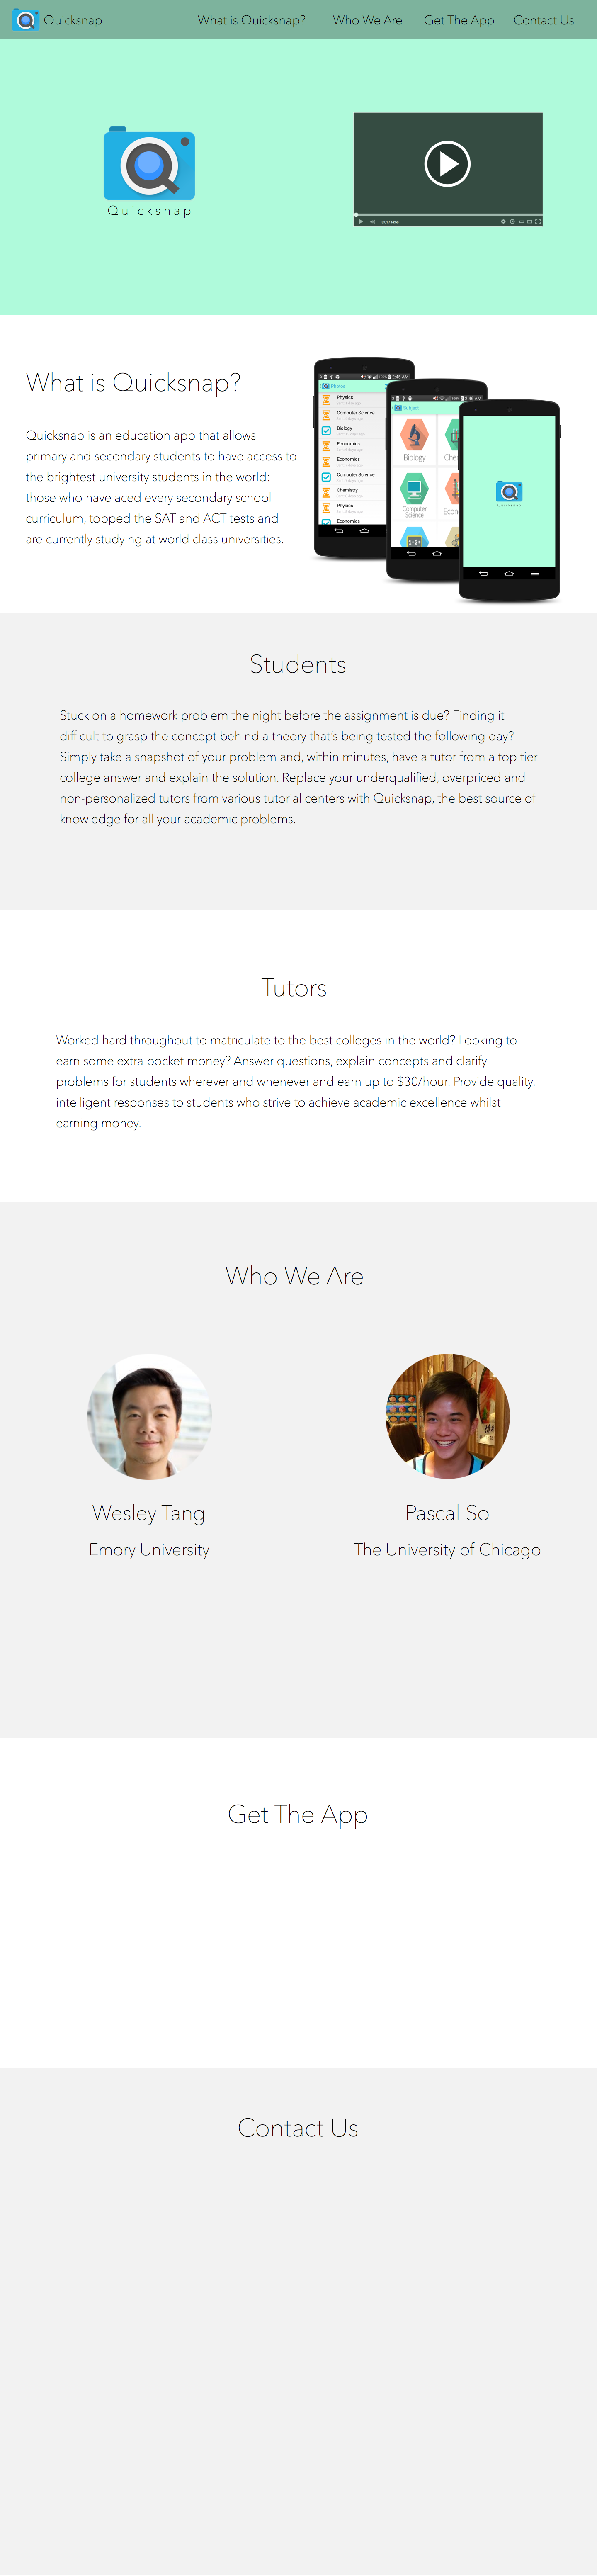 Quicksnap What is Quicksnap? Who We Are Get The App Contact Us
Quicksnap
0:01 / 14:00
What is Quicksnap?
Quicksnap is an education app that allows
primary and secondary students to have access to
the brightest university students in the world:
those who have aced every secondary school
curriculum, topped the SAT and ACT tests and
are currently studying at world class universities.
2:45 AM
Physics
Computer Science
Biology
Economics
Economics
Computer Science
Chemistry
Physics
Economics
Subject
Biology
Computer
Science
Quicksnap
Students
Stuck on a homework problem the night before the assignment is due? Finding it
difficult to grasp the concept behind a theory that's being tested the following day?
Simply take a snapshot of your problem and, within minutes, have a tutor from a top tier
college answer and explain the solution. Replace your underqualified, overpriced and
non-personalized tutors from various tutorial centers with Quicksnap, the best source of
knowledge for all your academic problems.
Tutors
Worked hard throughout to matriculate to the best colleges in the world? Looking to
earn some extra pocket money? Answer questions, explain concepts and clarify
problems for students wherever and whenever and earn up to $30/hour. Provide quality,
intelligent responses to students who strive to achieve academic excellence whilst
earning money.
Who We Are
Wesley Tang
Emory University
Pascal So
The University of Chicago
Get The App
Contact Us